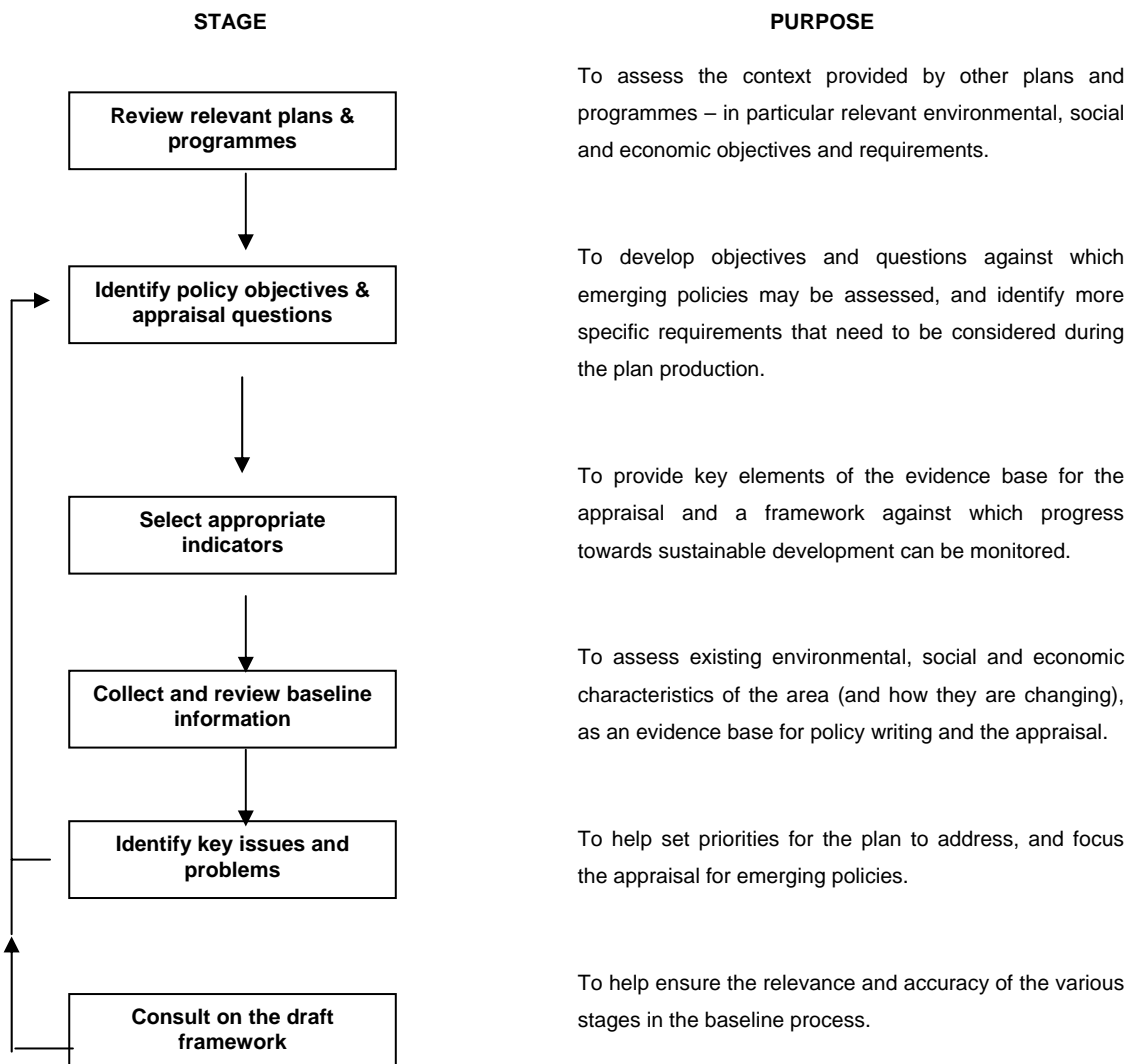 STAGE
PURPOSE
Review relevant plans &
programmes
To assess the context provided by other plans and
programmes – in particular relevant environmental, social
and economic objectives and requirements.
Identify policy objectives &
appraisal questions
To develop objectives and questions against which
emerging policies may be assessed, and identify more
specific requirements that need to be considered during
the plan production.
Select appropriate
indicators
To provide key elements of the evidence base for the
appraisal and a framework against which progress
towards sustainable development can be monitored.
Collect and review baseline
information
To assess existing environmental, social and economic
characteristics of the area (and how they are changing),
as an evidence base for policy writing and the appraisal.
Identify key issues and
problems
To help set priorities for the plan to address, and focus
the appraisal for emerging policies.
Consult on the draft
framework
To help ensure the relevance and accuracy of the various
stages in the baseline process.